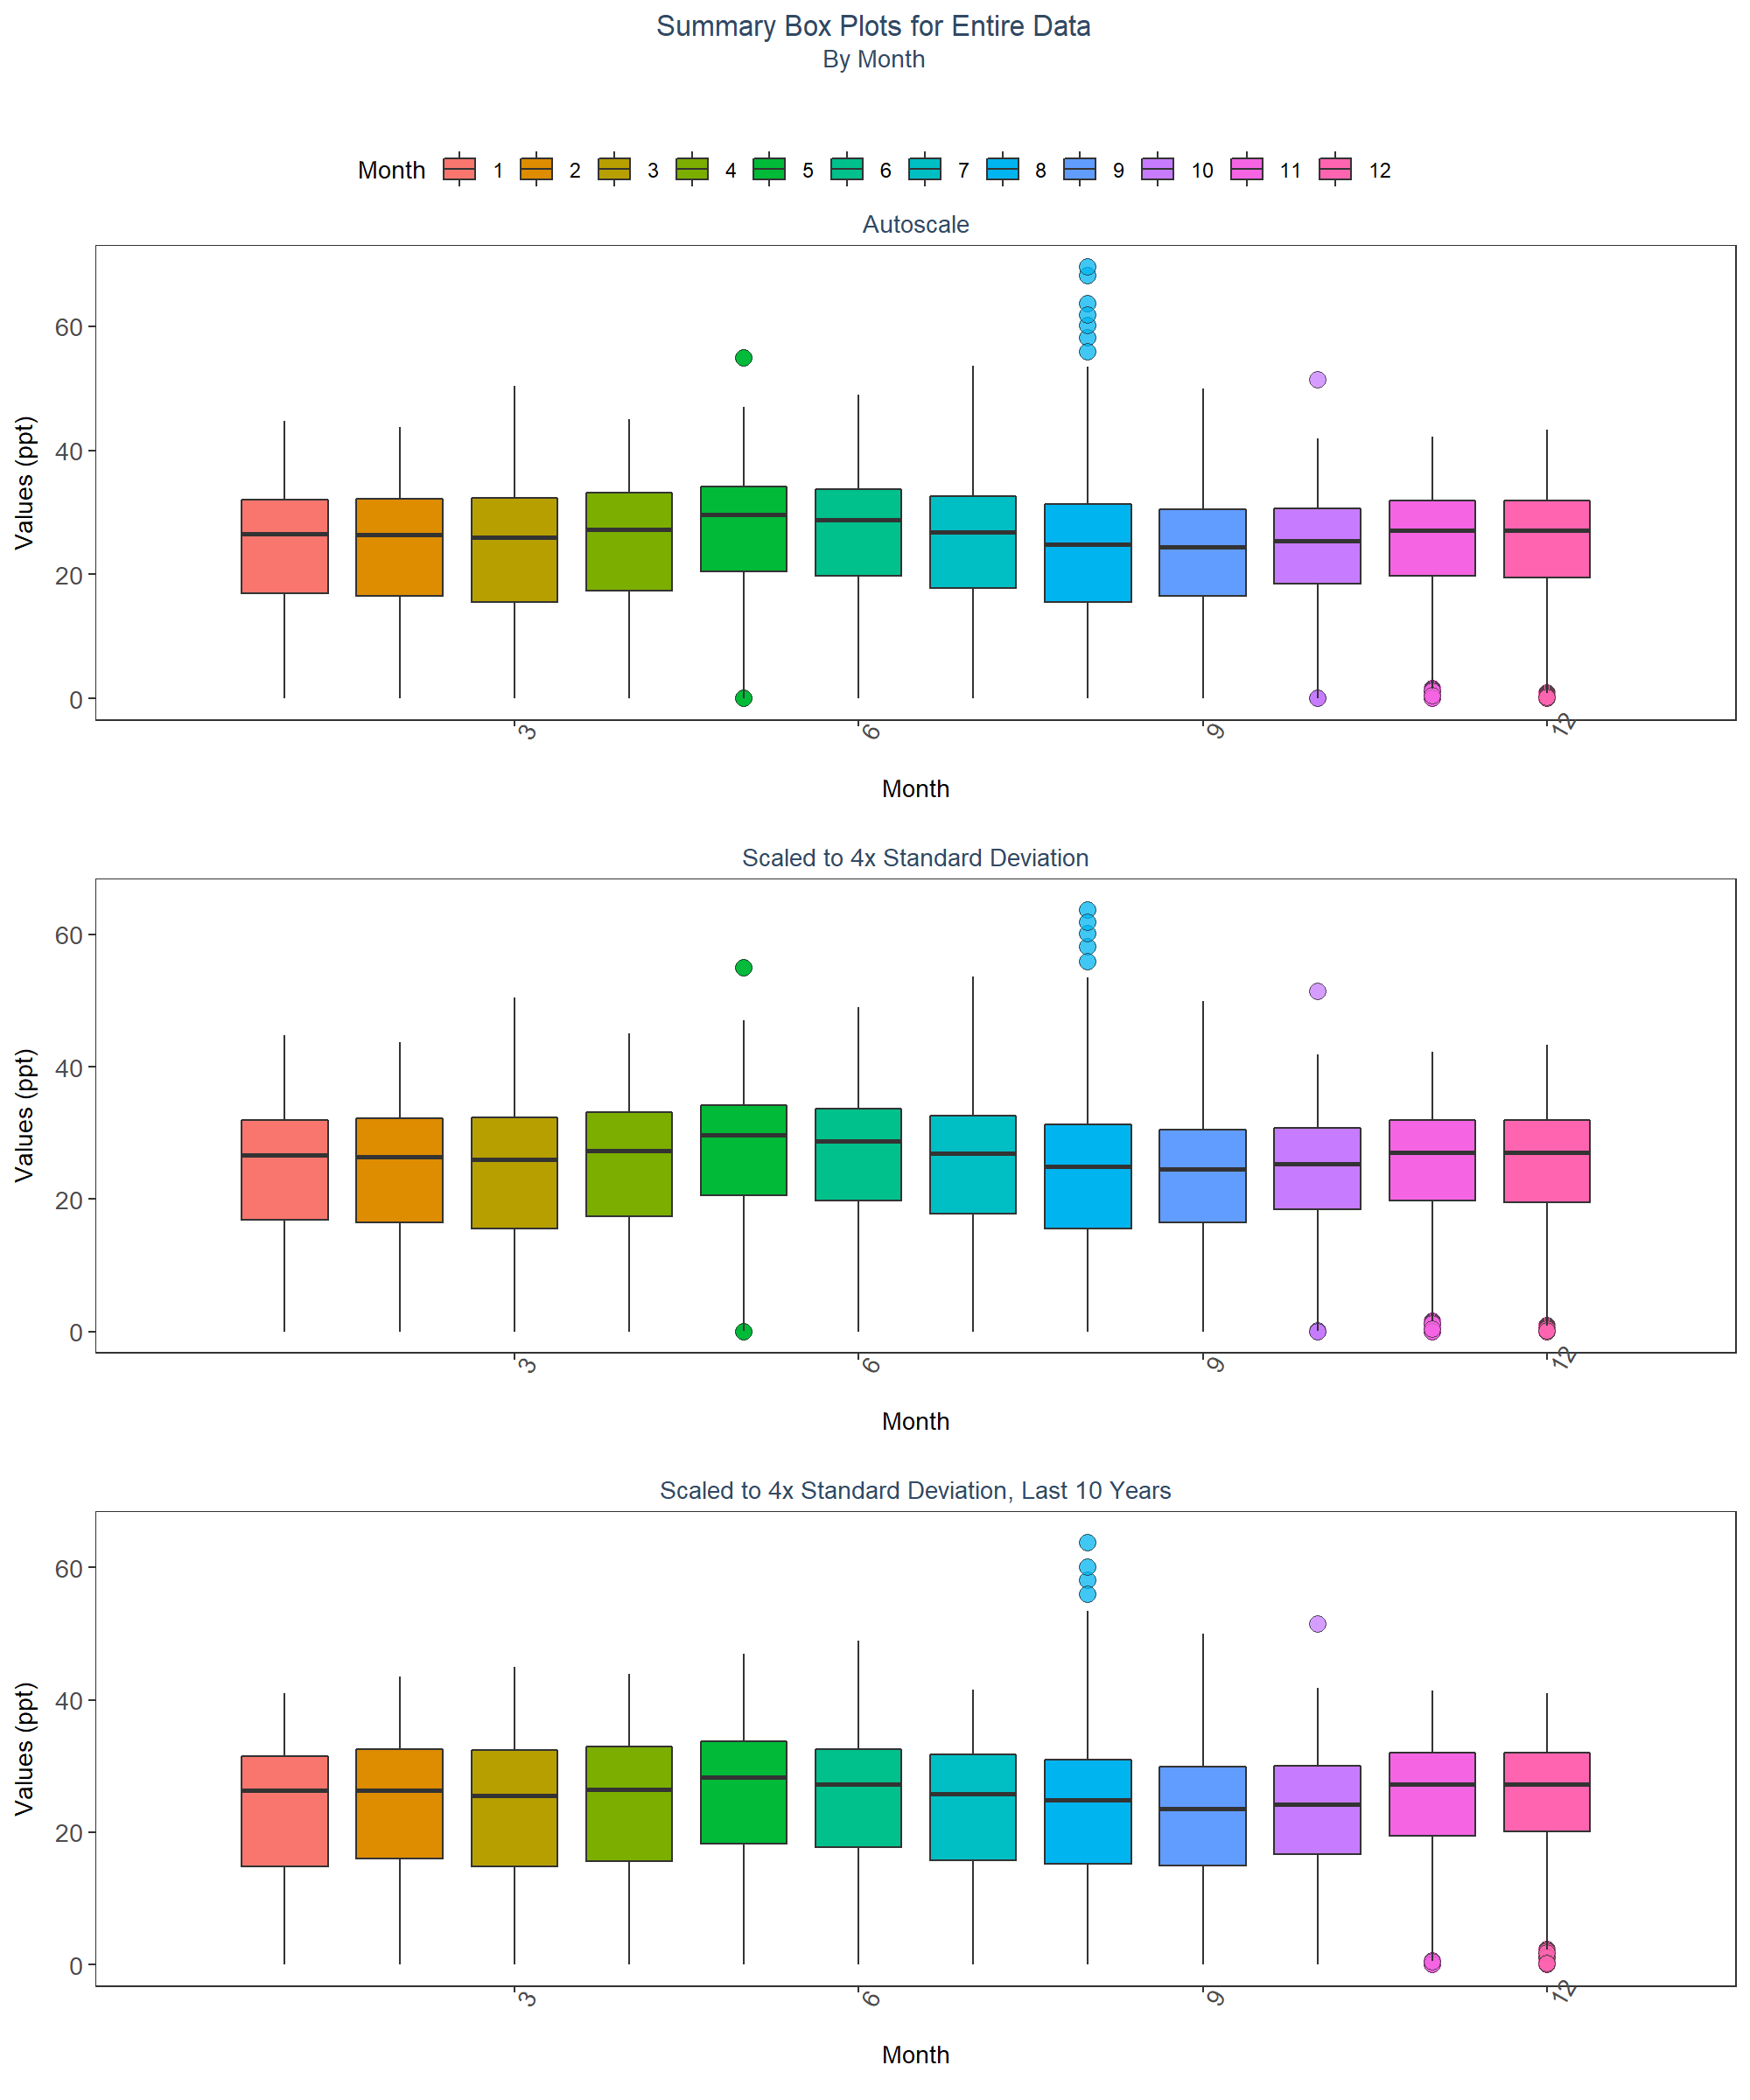 Summary Box Plots for Entire Data
By Month
Month 1 2 3 4 5 6 7 8 9 10 11 12
Autoscale
Values (ppt)
60
40
20
0
3 6 9 12
Month
Scaled to 4x Standard Deviation
Values (ppt)
60
40
20
0
3 6 9 12
Month
Scaled to 4x Standard Deviation, Last 10 Years
Values (ppt)
60
40
20
0
3 6 9 12
Month